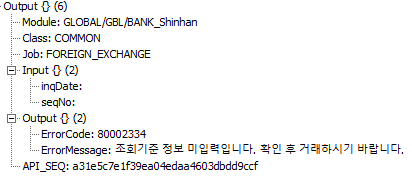 Output {} (6)
Module: GLOBAL/GBL/BANK_Shinhan
Class: COMMON
Job: FOREIGN_EXCHANGE
Input {} (2)
inqDate:
seqNo:
Output {} (2)
ErrorCode: 80002334
ErrorMessage: 조회기준 정보 미입력입니다. 확인 후 거래하시기 바랍니다.
API_SEQ: a31e5c7e1f39ea04edaa4603dbdd9ccf